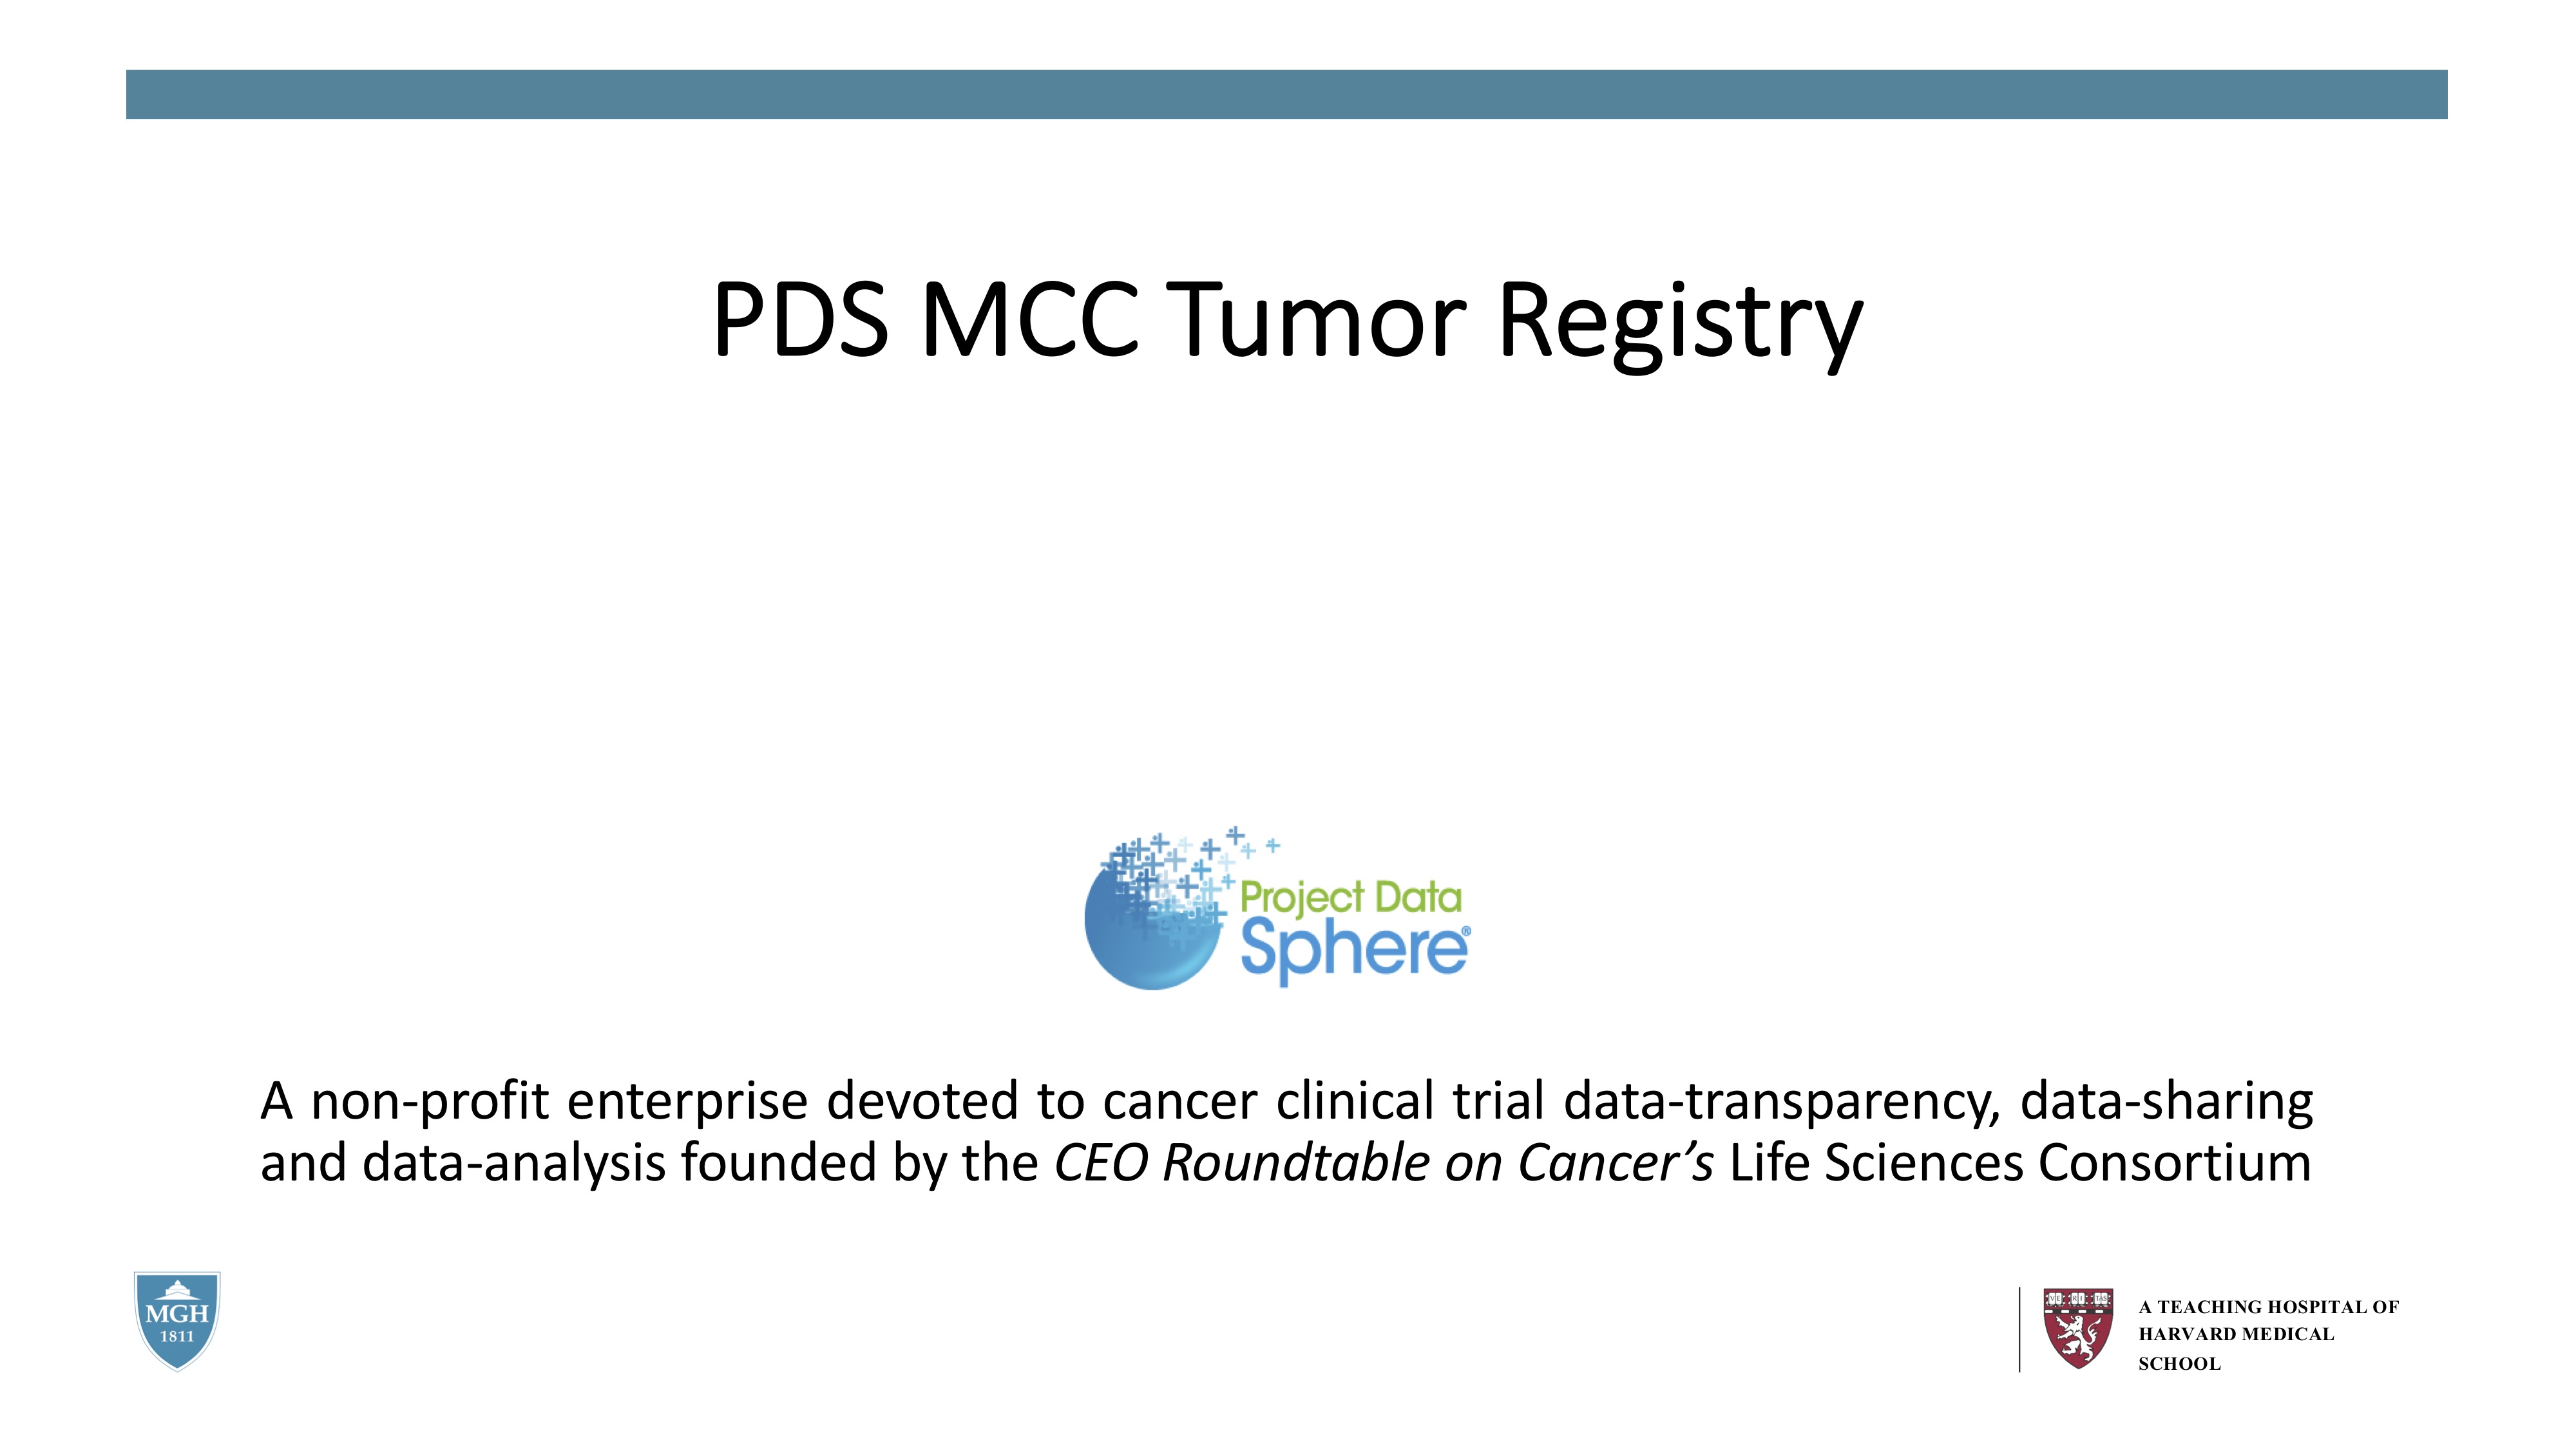 PDS MCC Tumor Registry
Project Data
Sphere®
A non-profit enterprise devoted to cancer clinical trial data-transparency, data-sharing
and data-analysis founded by the CEO Roundtable on Cancer’s Life Sciences Consortium
MGH
1811
VE RI TAS
A TEACHING HOSPITAL OF
HARVARD MEDICAL
SCHOOL